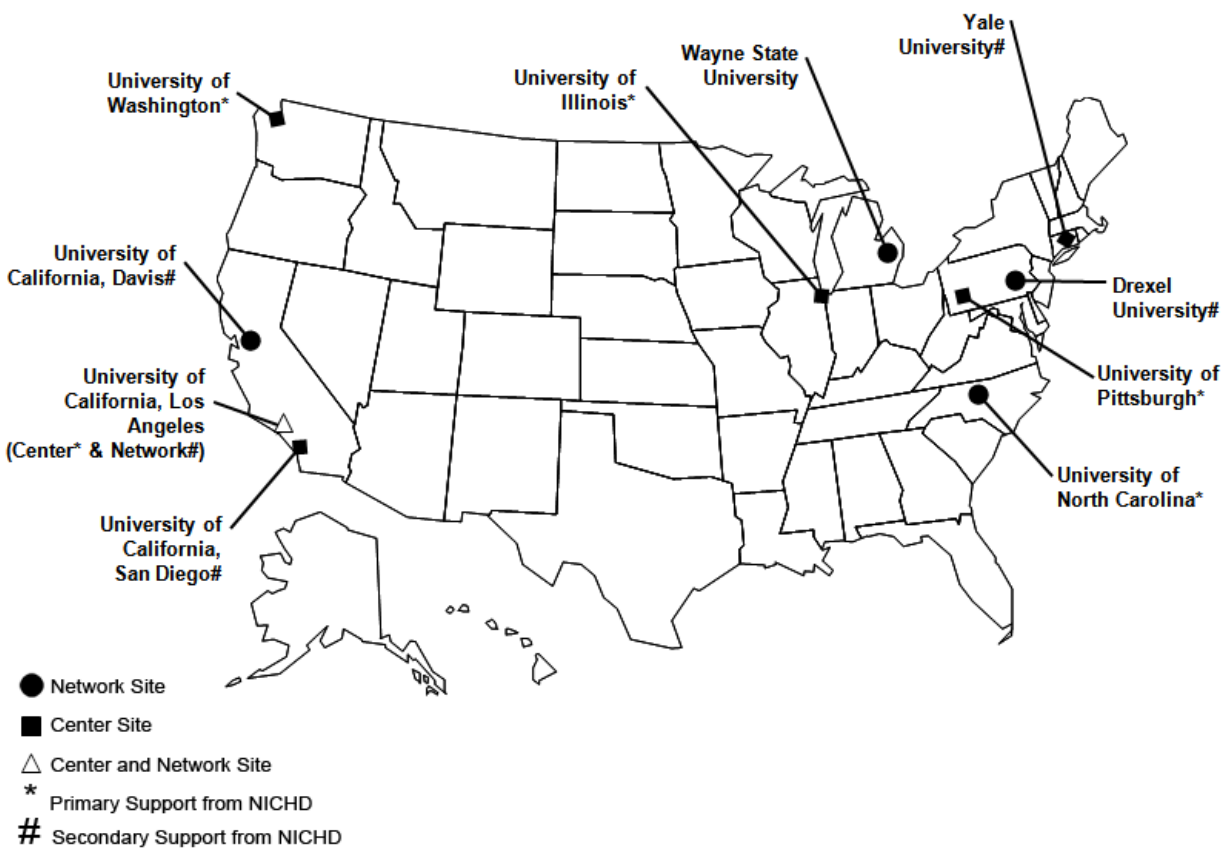 Yale
University#
Wayne State
University
University of
Illinois*
University of
Washington*
University of
California, Davis#
Drexel
University#
University of
California, Los
Angeles
(Center* & Network#)
University of
Pittsburgh*
University of
North Carolina*
University of
California,
San Diego#
Network Site
Center Site
Center and Network Site
* Primary Support from NICHD
# Secondary Support from NICHD